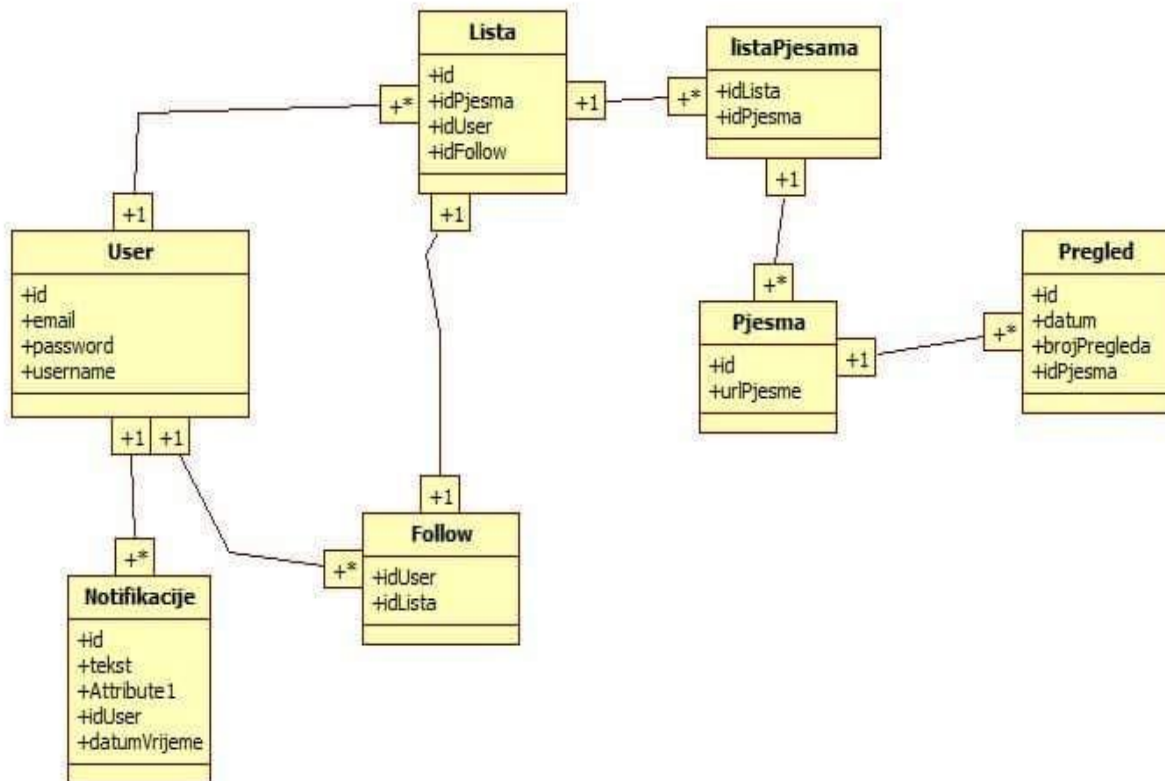 Lista
+id
+idPjesma
+idUser
+idFollow
listaPjesama
+idLista
+idPjesma
+*
+1
+*
+1
+1
+1
User
+id
+email
+password
+username
Pregled
+id
+datum
+brojPregleda
+idPjesma
+*
Pjesma
+id
+urlPjesme
+1
+*
+1
+1
+1
Follow
+idUser
+idLista
+*
+*
Notifikacije
+id
+tekst
+Attribute1
+idUser
+datumVrijeme